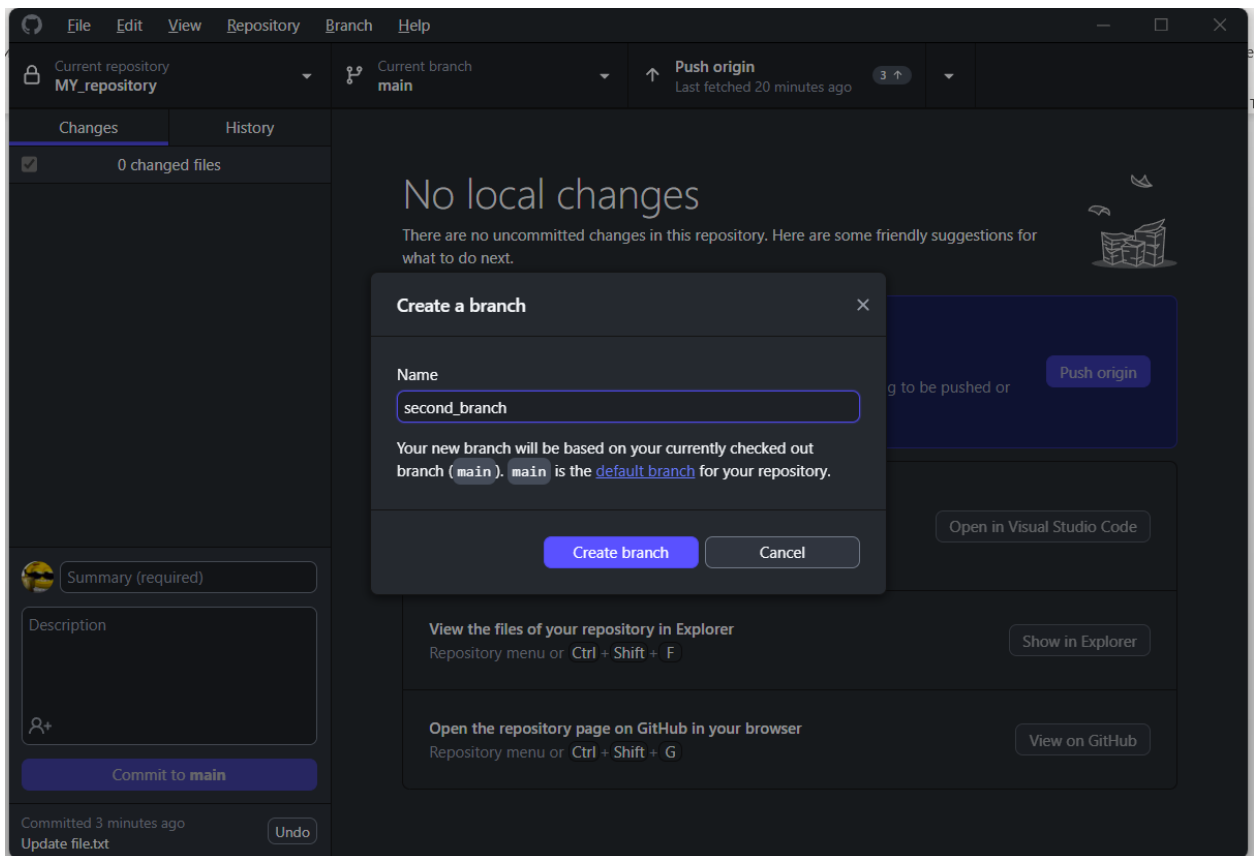 File Edit View Repository Branch Help
Current repository
MY_repository
Current branch
main
Push origin
Last fetched 20 minutes ago
3 ↑
Changes History
0 changed files
No local changes
There are no uncommitted changes in this repository. Here are some friendly suggestions for
what to do next.
Create a branch
Name
second_branch
Your new branch will be based on your currently checked out
branch (main). main is the default branch for your repository.
Create branch Cancel
g to be pushed or
Push origin
Open in Visual Studio Code
View the files of your repository in Explorer
Repository menu or Ctrl + Shift + F
Show in Explorer
Open the repository page on GitHub in your browser
Repository menu or Ctrl + Shift + G
View on GitHub
Summary (required)
Description
Commit to main
Committed 3 minutes ago
Update file.txt
Undo